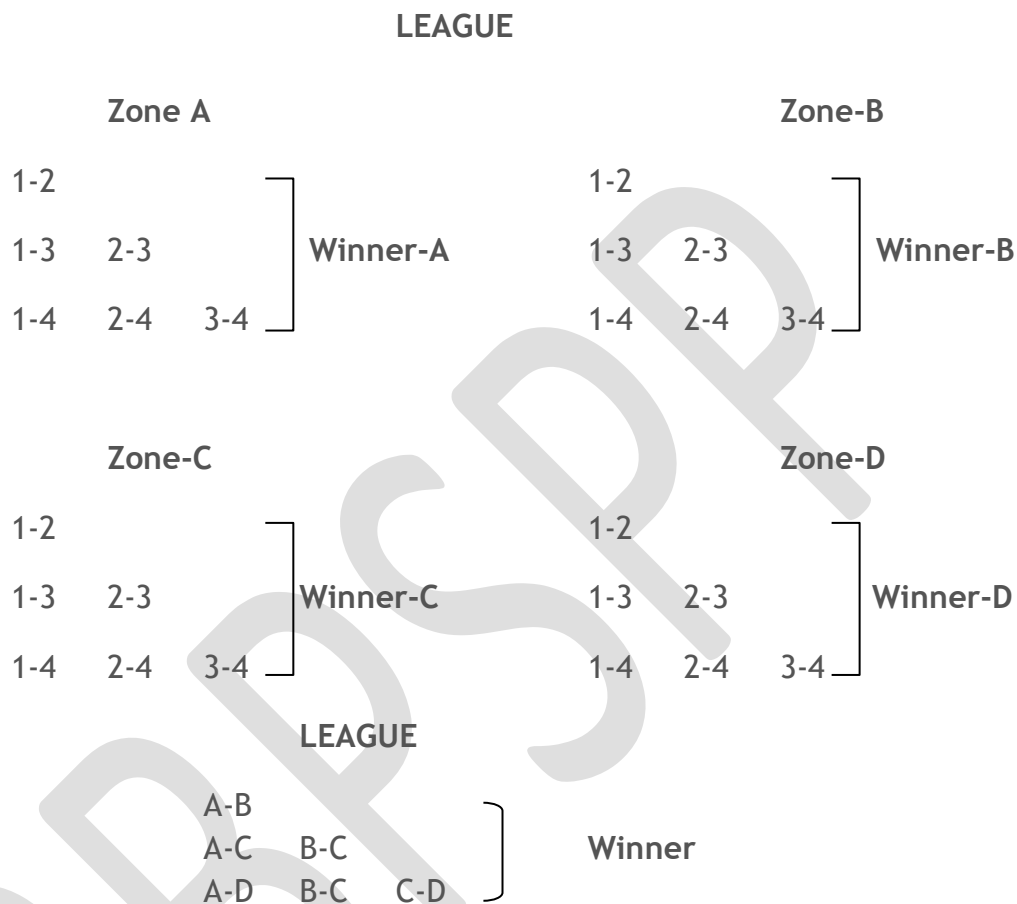 LEAGUE
Zone A Zone-B
1-2 1-2
1-3 2-3 Winner-A 1-3 2-3 Winner-B
1-4 2-4 3-4 1-4 2-4 3-4
Zone-C Zone-D
1-2 1-2
1-3 2-3 Winner-C 1-3 2-3 Winner-D
1-4 2-4 3-4 1-4 2-4 3-4
LEAGUE
A-B
A-C B-C Winner
A-D B-C C-D